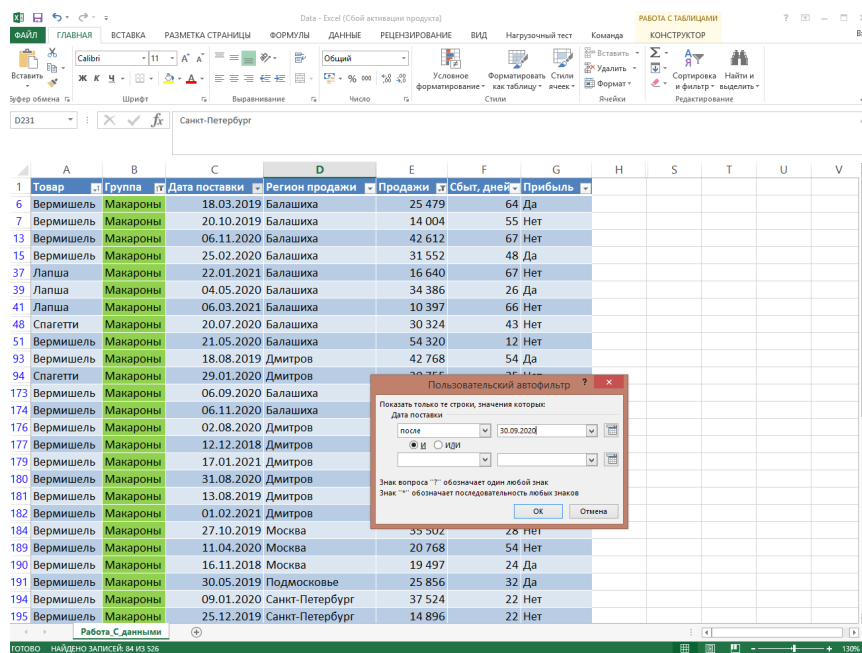 Data - Excel (Сбой активации продукта)
РАБОТА С ТАБЛИЦАМИ
ФАЙЛ ГЛАВНАЯ ВСТАВКА РАЗМЕТКА СТРАНИЦЫ ФОРМУЛЫ ДАННЫЕ РЕЦЕНЗИРОВАНИЕ ВИД Нагрузочный тест Команда КОНСТРУКТОР
Вставить
Calibri 11
Ж К Ч
Общий
% 000
Условное форматирование
Форматировать как таблицу
Стили ячеек
Вставить
Удалить
Формат
Сортировка и фильтр
Найти и выделить
Буфер обмена Шрифт Выравнивание Число Стили Ячейки Редактирование
D231 fx Санкт-Петербург
A B C D E F G H S T U V
1 Товар Группа Дата поставки Регион продажи Продажи Сбыт, дней Прибыль
6 Вермишель Макароны 18.03.2019 Балашиха 25 479 64 Да
7 Вермишель Макароны 20.10.2019 Балашиха 14 004 55 Нет
13 Вермишель Макароны 06.11.2020 Балашиха 42 612 67 Нет
15 Вермишель Макароны 25.02.2020 Балашиха 31 552 48 Да
37 Лапша Макароны 22.01.2021 Балашиха 16 640 67 Нет
39 Лапша Макароны 04.05.2020 Балашиха 34 386 26 Да
41 Лапша Макароны 06.03.2021 Балашиха 10 397 66 Нет
48 Спагетти Макароны 20.07.2020 Балашиха 30 324 43 Нет
51 Вермишель Макароны 21.05.2020 Балашиха 54 320 12 Нет
93 Вермишель Макароны 18.08.2019 Дмитров 42 768 54 Да
94 Спагетти Макароны 29.01.2020 Дмитров
173 Вермишель Макароны 06.09.2020 Балашиха
174 Вермишель Макароны 06.11.2020 Балашиха
176 Вермишель Макароны 02.08.2020 Дмитров
177 Вермишель Макароны 12.12.2018 Дмитров
179 Вермишель Макароны 17.01.2021 Дмитров
180 Вермишель Макароны 31.08.2020 Дмитров
181 Вермишель Макароны 13.08.2019 Дмитров
182 Вермишель Макароны 01.02.2021 Дмитров
184 Вермишель Макароны 27.10.2019 Москва 35 502 28 Нет
189 Вермишель Макароны 11.04.2020 Москва 20 768 54 Нет
190 Вермишель Макароны 16.11.2018 Москва 19 497 24 Да
191 Вермишель Макароны 30.05.2019 Подмосковье 25 856 32 Да
194 Вермишель Макароны 09.01.2020 Санкт-Петербург 37 524 22 Нет
195 Вермишель Макароны 25.12.2019 Санкт-Петербург 14 896 22 Нет
Пользовательский автофильтр ?
Показать только те строки, значения которых:
Дата поставки
после 30.09.2020
И ИЛИ
Знак вопроса "?" обозначает один любой знак
Знак "*" обозначает последовательность любых знаков
ОК Отмена
Работа_С_данными
ГОТОВО НАЙДЕНО ЗАПИСЕЙ: 84 ИЗ 526 130%